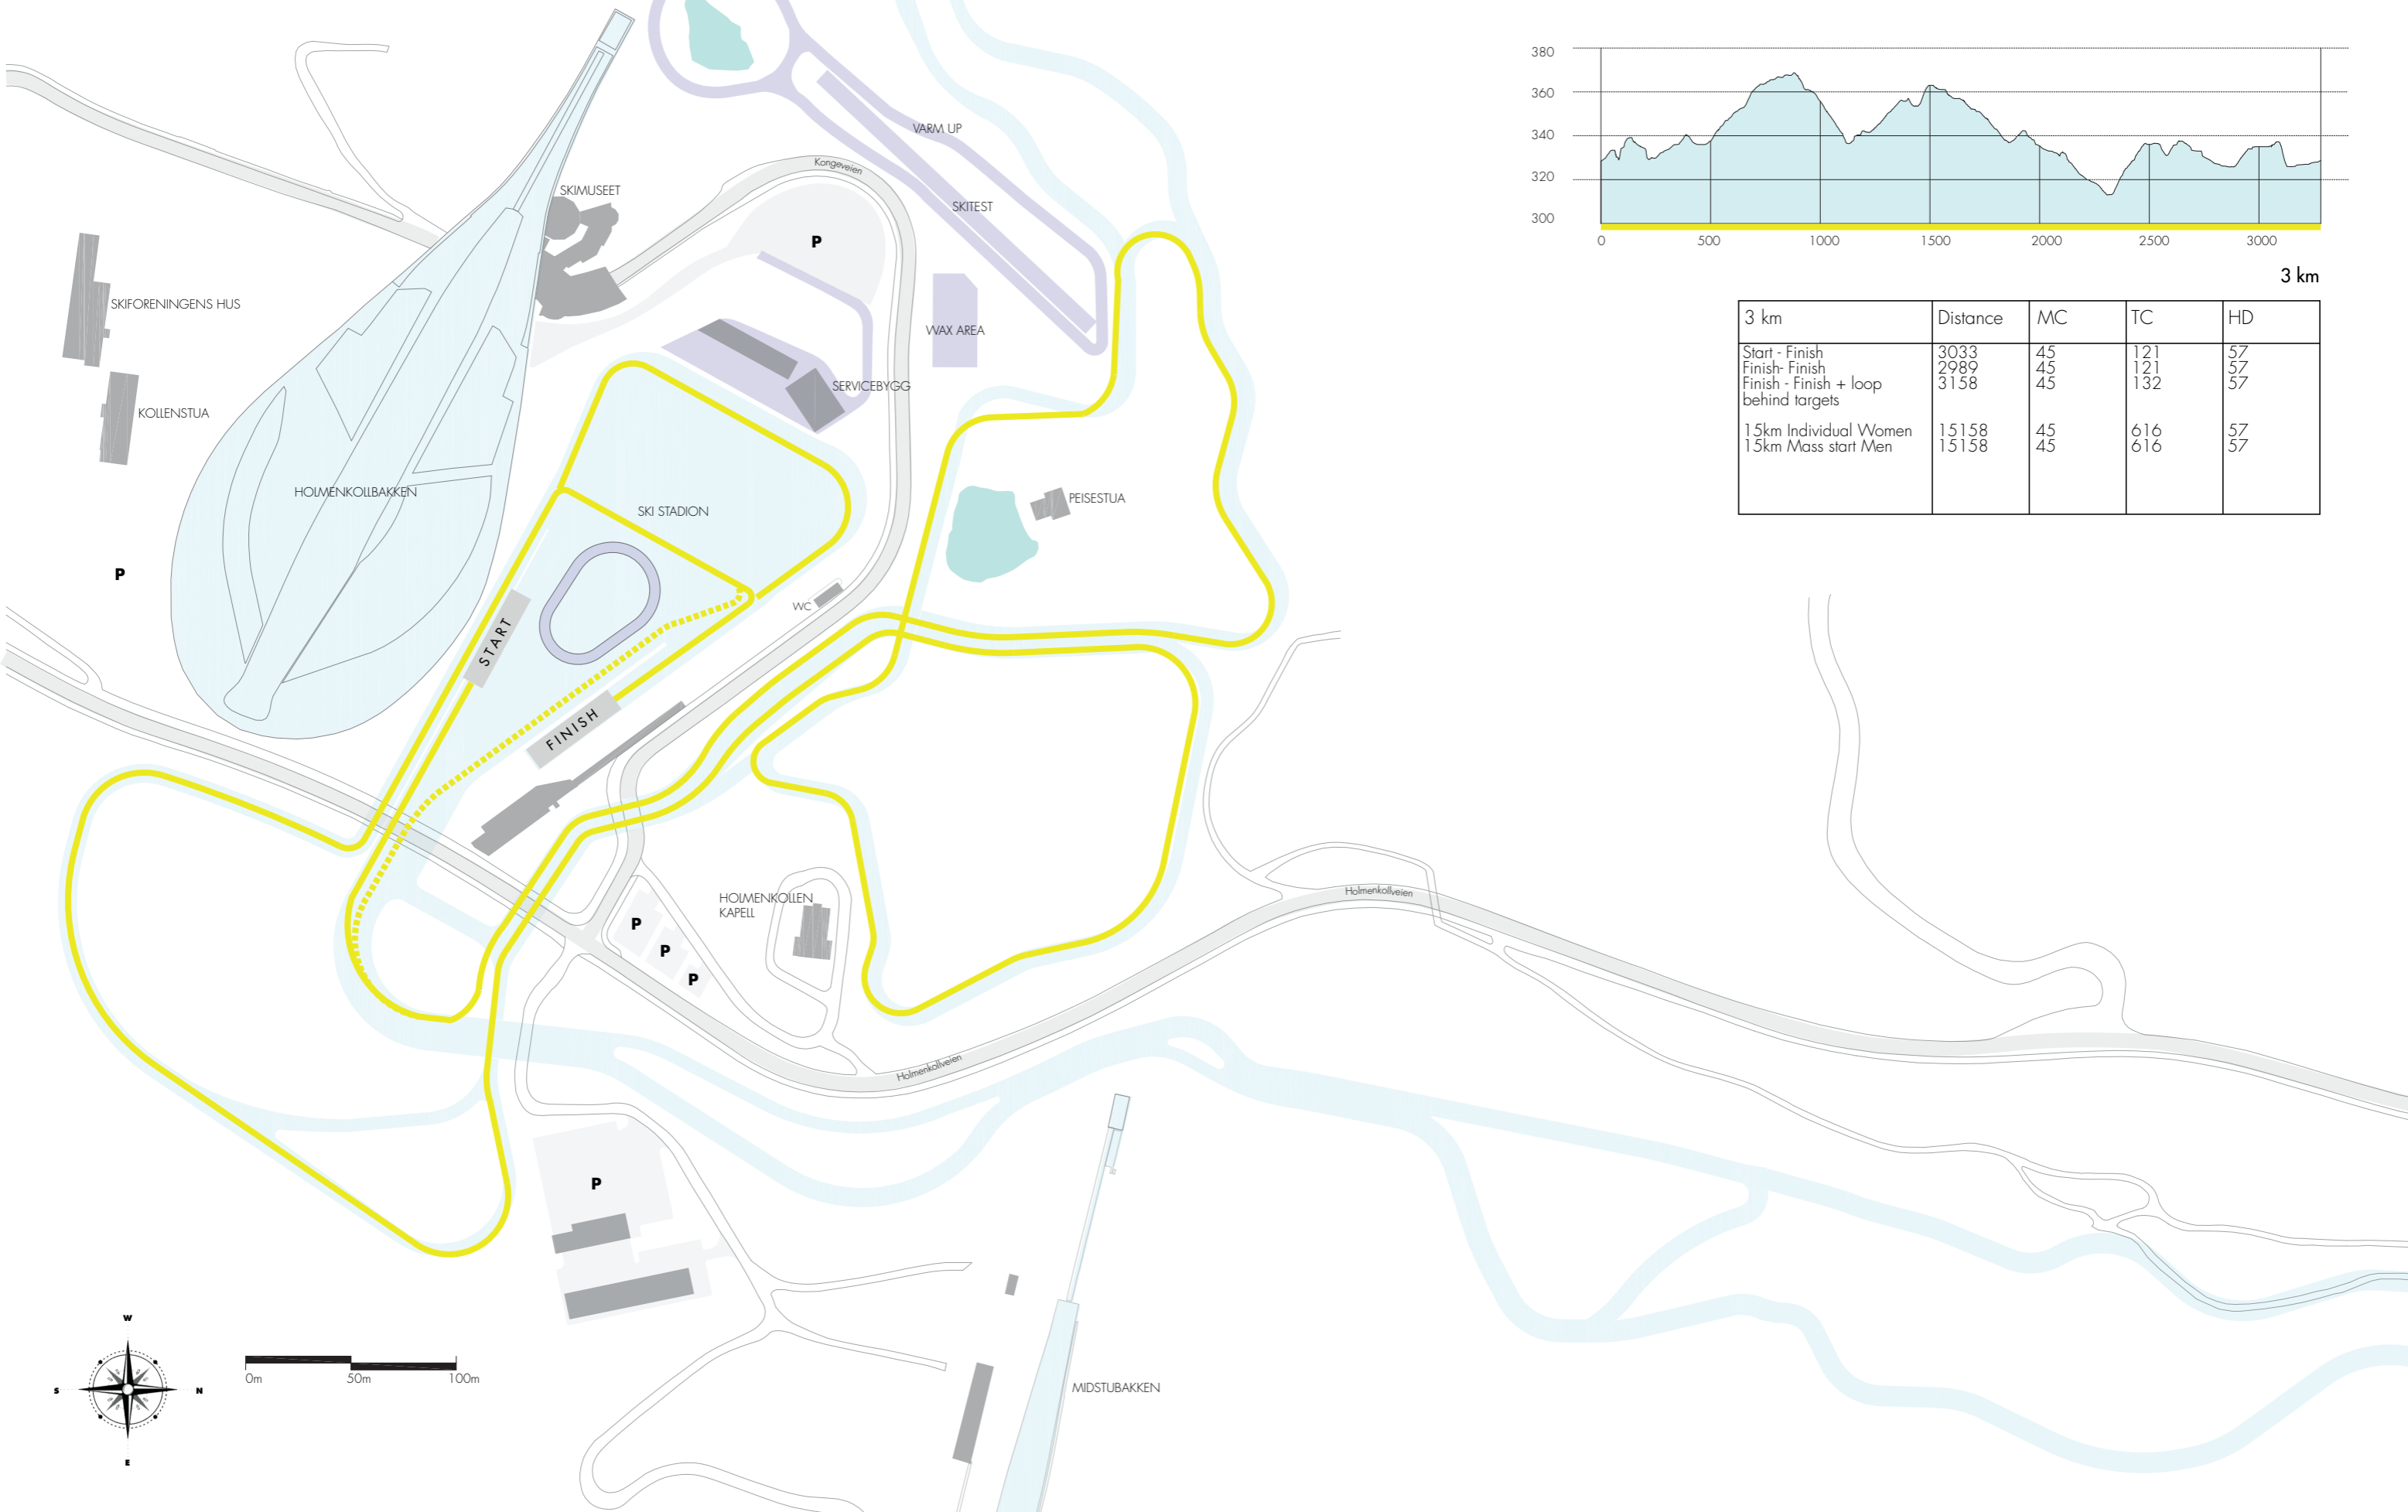 380
360
340
320
300
0 500 1000 1500 2000 2500 3000
3 km
3 km Distance MC TC HD
Start - Finish 3033 45 121 57
Finish- Finish 2989 45 121 57
Finish - Finish + loop 3158 45 132 57
behind targets
15km Individual Women 15158 45 616 57
15km Mass start Men 15158 45 616 57
VARM UP
Kongeveien
SKIMUSEET
SKITEST
P
SKIFORENINGENS HUS
WAX AREA
SERVICEBYGG
KOLLENSTUA
HOLMENKOLLBAKKEN
SKI STADION
PEISESTUA
P
WC
START
FINISH
HOLMENKOLLEN
KAPELL
Holmenkollveien
P
P
P
Holmenkollveien
P
W
S N
E
0m 50m 100m
MIDSTUBAKKEN